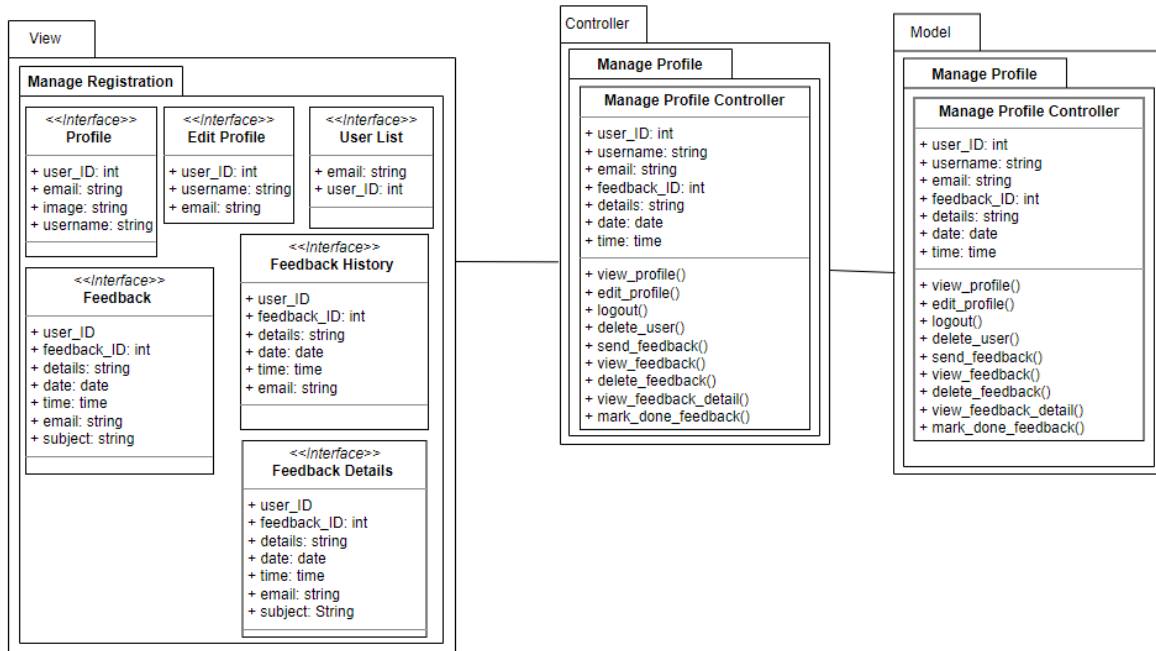 View
Manage Registration
<<Interface>>
Profile
+ user_ID: int
+ email: string
+ image: string
+ username: string
<<Interface>>
Edit Profile
+ user_ID: int
+ username: string
+ email: string
<<Interface>>
User List
+ email: string
+ user_ID: int
<<Interface>>
Feedback
+ user_ID
+ feedback_ID: int
+ details: string
+ date: date
+ time: time
+ email: string
+ subject: string
<<Interface>>
Feedback History
+ user_ID
+ feedback_ID: int
+ details: string
+ date: date
+ time: time
+ email: string
<<Interface>>
Feedback Details
+ user_ID
+ feedback_ID: int
+ details: string
+ date: date
+ time: time
+ email: string
+ subject: String
Controller
Manage Profile
Manage Profile Controller
+ user_ID: int
+ username: string
+ email: string
+ feedback_ID: int
+ details: string
+ date: date
+ time: time
+ view_profile()
+ edit_profile()
+ logout()
+ delete_user()
+ send_feedback()
+ view_feedback()
+ delete_feedback()
+ view_feedback_detail()
+ mark_done_feedback()
Model
Manage Profile
Manage Profile Controller
+ user_ID: int
+ username: string
+ email: string
+ feedback_ID: int
+ details: string
+ date: date
+ time: time
+ view_profile()
+ edit_profile()
+ logout()
+ delete_user()
+ send_feedback()
+ view_feedback()
+ delete_feedback()
+ view_feedback_detail()
+ mark_done_feedback()